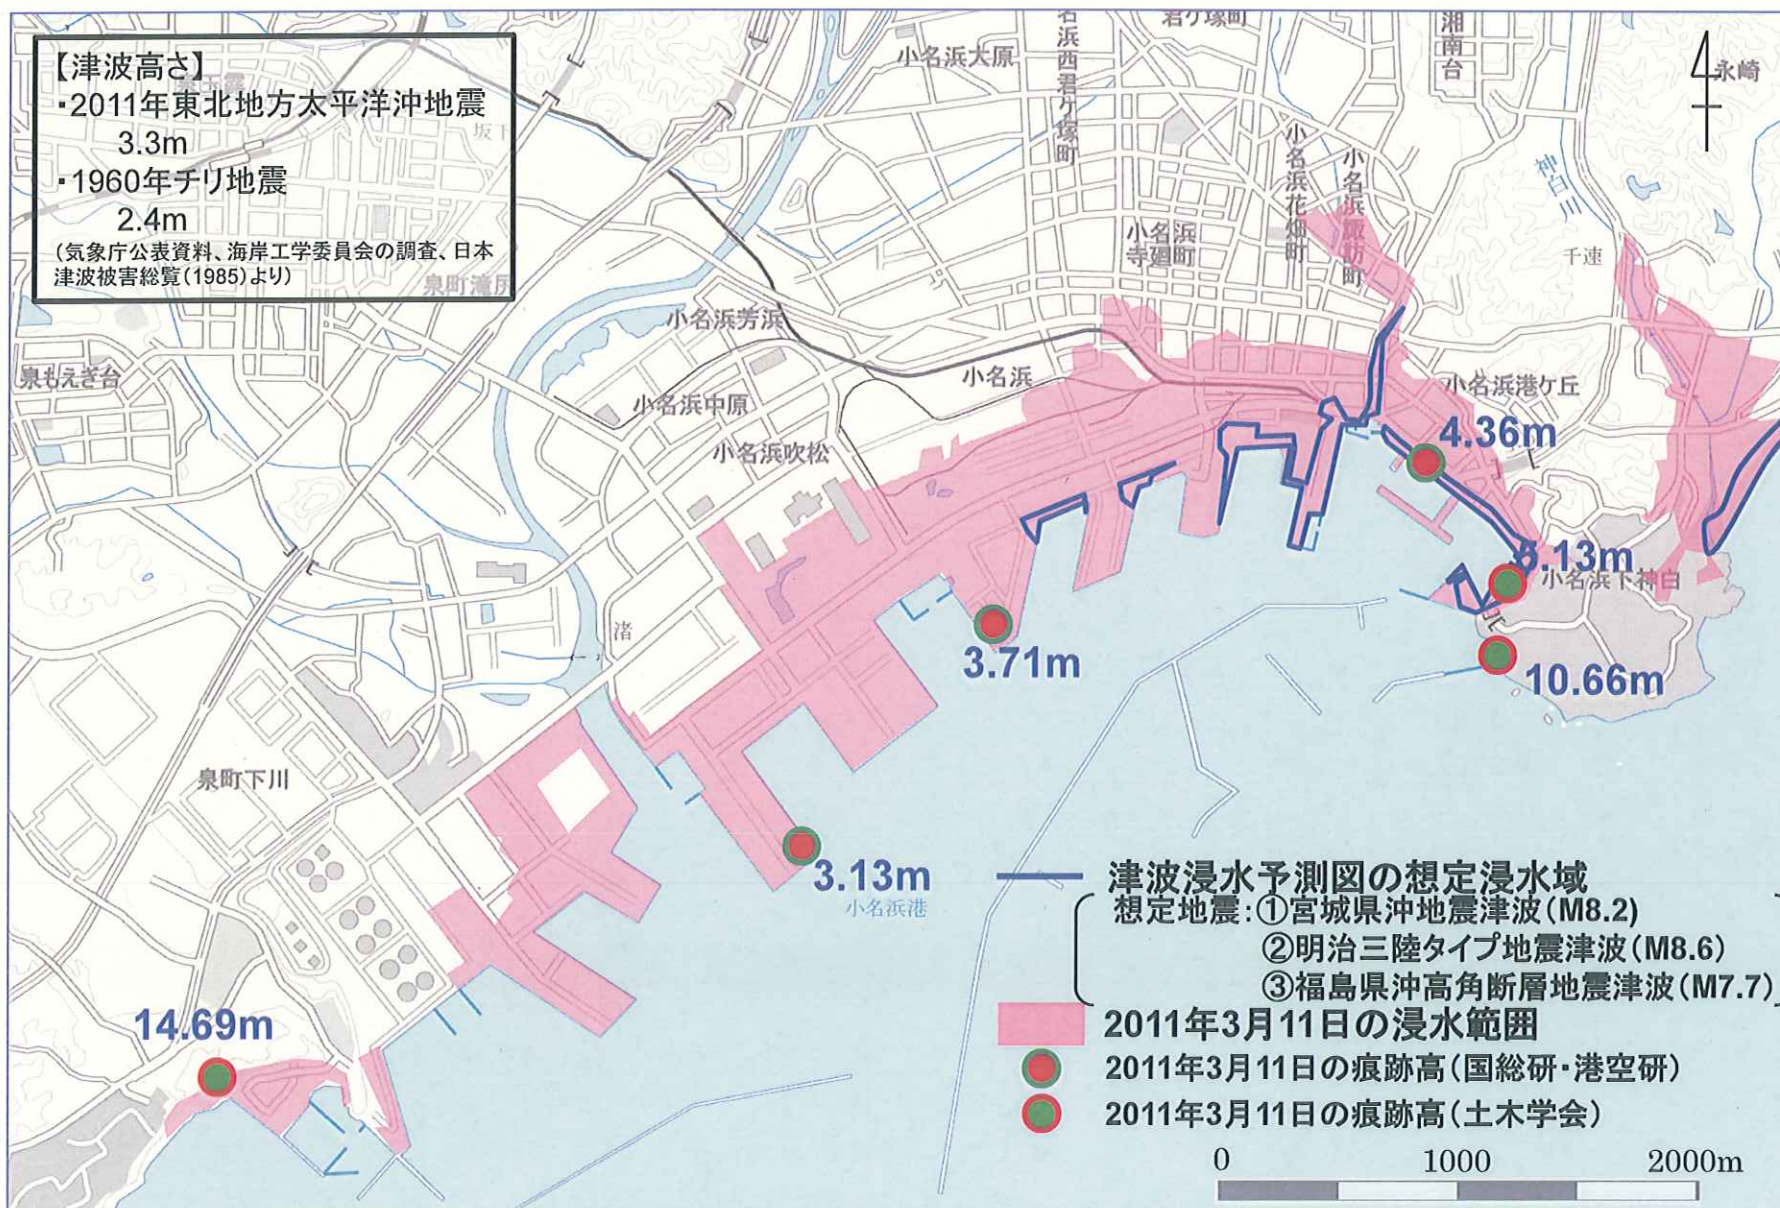 【津波高さ】
・2011年東北地方太平洋沖地震
3.3m
・1960年チリ地震
2.4m
(気象庁公表資料、海岸工学委員会の調査、日本
津波被害総覧(1985)より)
坂下
泉町滝尻
泉もえぎ台
小名浜大原
名浜西君ケ塚町
君ケ塚町
湘南台
永崎
神白川
小名浜花畑町
小名浜諏訪町
小名浜
寺廻町
千速
小名浜芳浜
小名浜
小名浜中原
小名浜吹松
小名浜港ケ丘
4.36m
.13m
小名浜下神白
渚
3.71m
10.66m
泉町下川
3.13m
小名浜港
14.69m
津波浸水予測図の想定浸水域
想定地震:①宮城県沖地震津波(M8.2)
②明治三陸タイプ地震津波(M8.6)
③福島県沖高角断層地震津波(M7.7)
2011年3月11日の浸水範囲
2011年3月11日の痕跡高(国総研・港空研)
2011年3月11日の痕跡高(土木学会)
0 1000 2000m